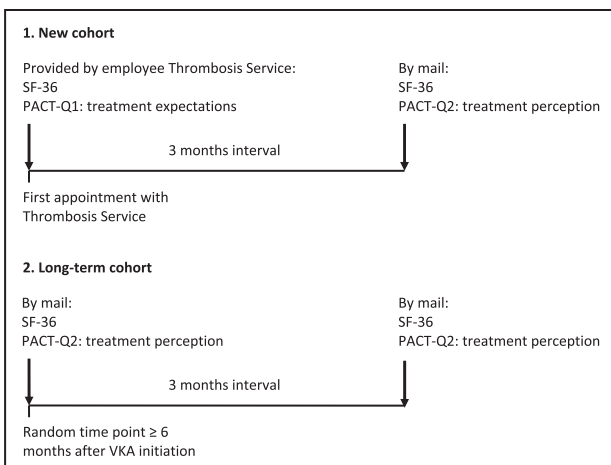 1. New cohort
Provided by employee Thrombosis Service:
SF-36
PACT-Q1: treatment expectations
By mail:
SF-36
PACT-Q2: treatment perception
3 months interval
First appointment with
Thrombosis Service
2. Long-term cohort
By mail:
SF-36
PACT-Q2: treatment perception
By mail:
SF-36
PACT-Q2: treatment perception
3 months interval
Random time point ≥ 6
months after VKA initiation